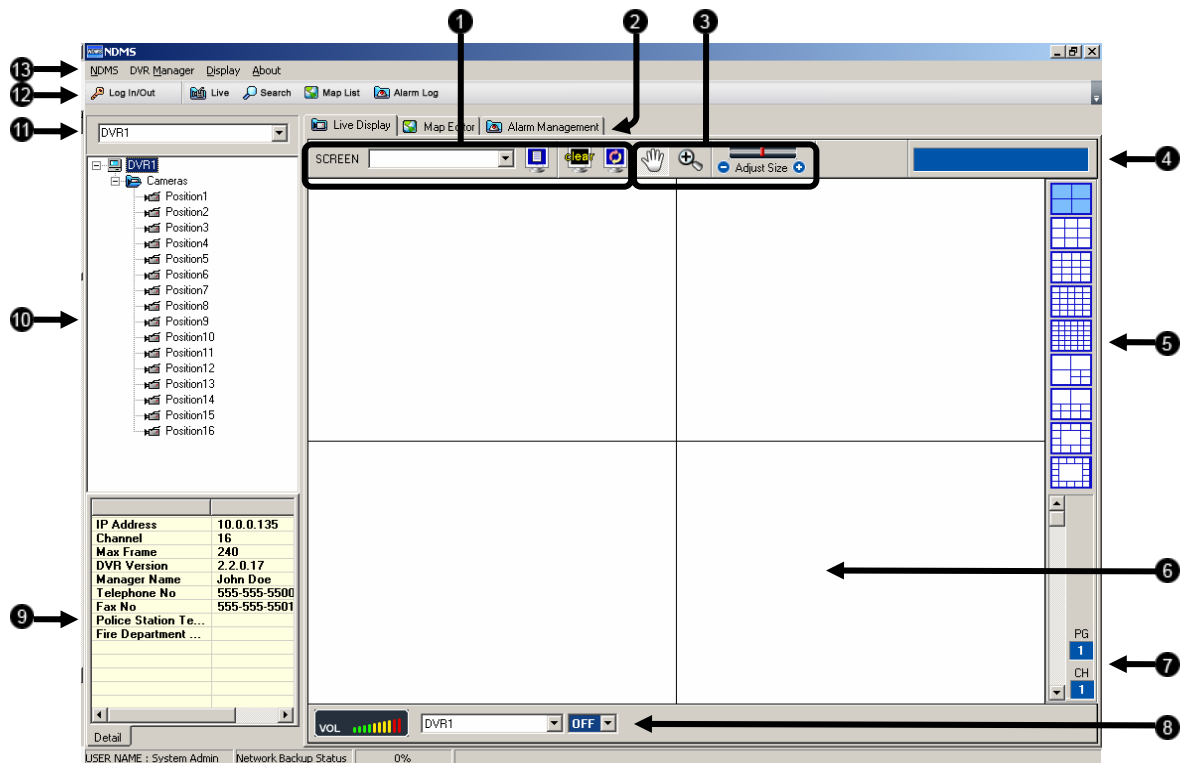 1 2 3
NDMS NDMS
13 NDMS DVR Manager Display About
12 Log In/Out Live Search Map List Alarm Log
11 DVR1
Live Display Map Editor Alarm Management
SCREEN clear Adjust Size
4
DVR1
Cameras
Position1
Position2
Position3
Position4
Position5
Position6
Position7
Position8
Position9
Position10
Position11
Position12
Position13
Position14
Position15
Position16
10
5
IP Address 10.0.0.135
Channel 16
Max Frame 240
DVR Version 2.2.0.17
Manager Name John Doe
Telephone No 555-555-5500
Fax No 555-555-5501
Police Station Te...
Fire Department ...
9
6
PG
1
7
CH
1
VOL DVR1 OFF
8
Detail
USER NAME : System Admin Network Backup Status 0%